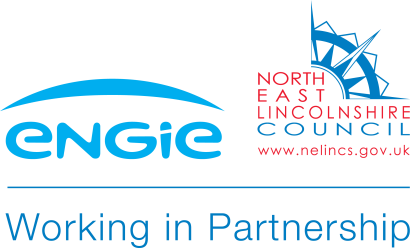 ENGIE
NORTH
EAST
LINCOLNSHIRE
COUNCIL
www.nelincs.gov.uk
Working in Partnership